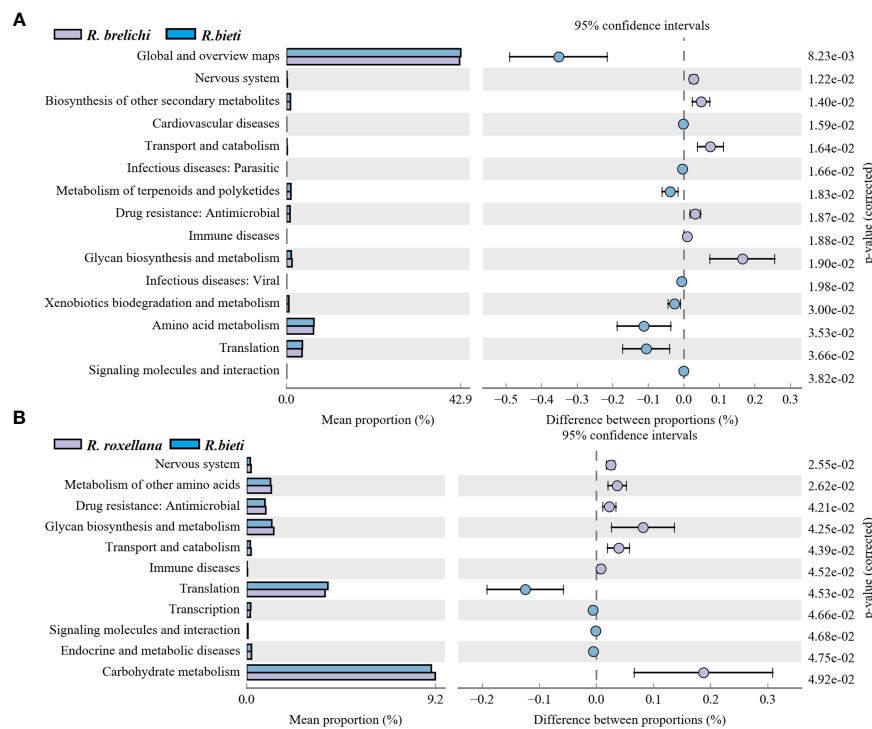 A
R. brelichi R.bieti
95% confidence intervals
Global and overview maps 8.23e-03
Nervous system 1.22e-02
Biosynthesis of other secondary metabolites 1.40e-02
Cardiovascular diseases 1.59e-02
Transport and catabolism 1.64e-02
Infectious diseases: Parasitic 1.66e-02
Metabolism of terpenoids and polyketides 1.83e-02
Drug resistance: Antimicrobial 1.87e-02
Immune diseases 1.88e-02
Glycan biosynthesis and metabolism 1.90e-02
Infectious diseases: Viral 1.98e-02
Xenobiotics biodegradation and metabolism 3.00e-02
Amino acid metabolism 3.53e-02
Translation 3.66e-02
Signaling molecules and interaction 3.82e-02
p-value (corrected)
0.0 42.9 −0.5 −0.4 −0.3 −0.2 −0.1 0.0 0.1 0.2 0.3
Mean proportion (%) Difference between proportions (%)
B
R. roxellana R.bieti
95% confidence intervals
Nervous system 2.55e-02
Metabolism of other amino acids 2.62e-02
Drug resistance: Antimicrobial 4.21e-02
Glycan biosynthesis and metabolism 4.25e-02
Transport and catabolism 4.39e-02
Immune diseases 4.52e-02
Translation 4.53e-02
Transcription 4.66e-02
Signaling molecules and interaction 4.68e-02
Endocrine and metabolic diseases 4.75e-02
Carbohydrate metabolism 4.92e-02
p-value (corrected)
0.0 9.2 −0.2 −0.1 0.0 0.1 0.2 0.3
Mean proportion (%) Difference between proportions (%)